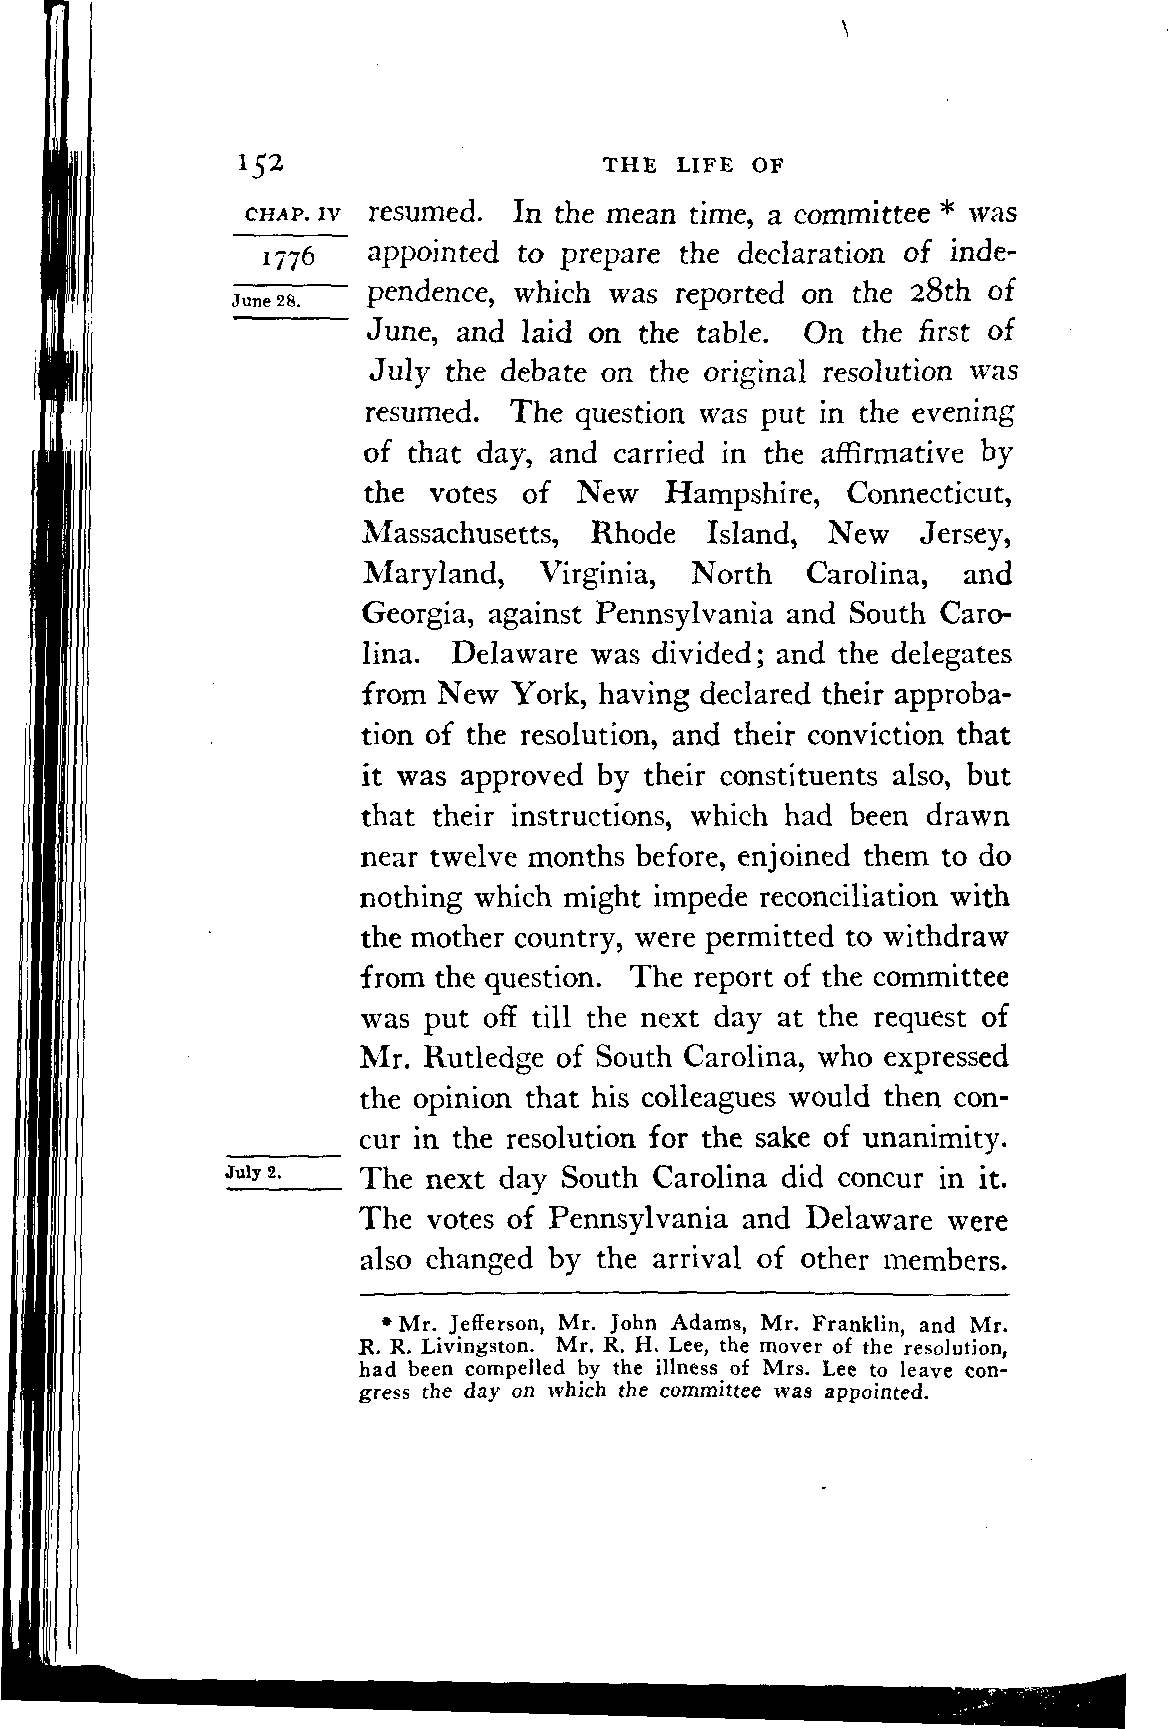 152 THE LIFE OF
CHAP. IV resumed. In the mean time, a committee * was
1776 appointed to prepare the declaration of inde-
June 28. pendence, which was reported on the 28th of
June, and laid on the table. On the first of
July the debate on the original resolution was
resumed. The question was put in the evening
of that day, and carried in the affirmative by
the votes of New Hampshire, Connecticut,
Massachusetts, Rhode Island, New Jersey,
Maryland, Virginia, North Carolina, and
Georgia, against Pennsylvania and South Caro-
lina. Delaware was divided; and the delegates
from New York, having declared their approba-
tion of the resolution, and their conviction that
it was approved by their constituents also, but
that their instructions, which had been drawn
near twelve months before, enjoined them to do
nothing which might impede reconciliation with
the mother country, were permitted to withdraw
from the question. The report of the committee
was put off till the next day at the request of
Mr. Rutledge of South Carolina, who expressed
the opinion that his colleagues would then con-
cur in the resolution for the sake of unanimity.
July 2. The next day South Carolina did concur in it.
The votes of Pennsylvania and Delaware were
also changed by the arrival of other members.
* Mr. Jefferson, Mr. John Adams, Mr. Franklin, and Mr.
R. R. Livingston. Mr. R. H. Lee, the mover of the resolution,
had been compelled by the illness of Mrs. Lee to leave con-
gress the day on which the committee was appointed.